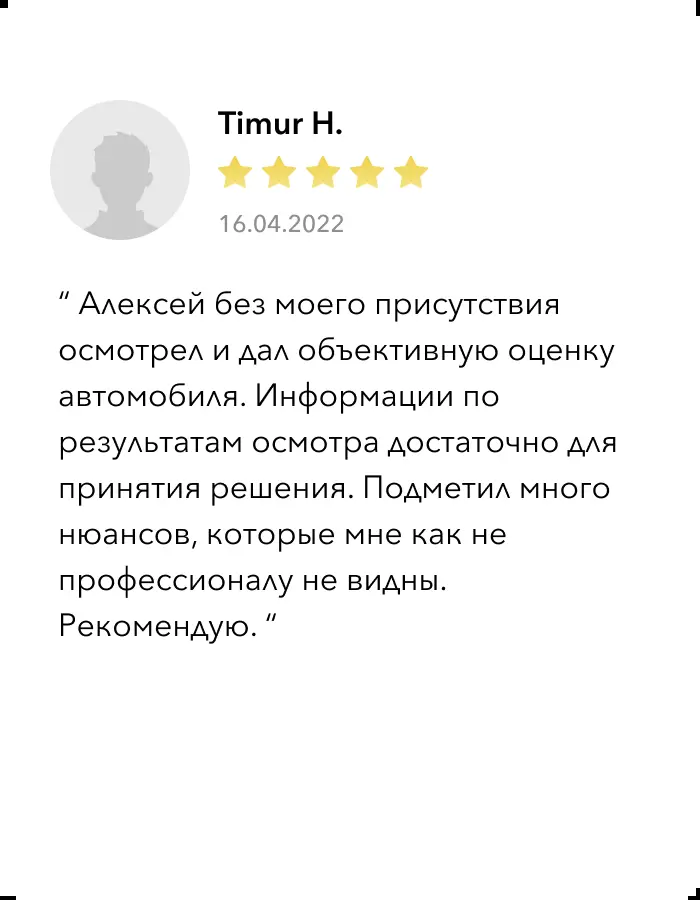 Timur H.
16.04.2022
“ Алексей без моего присутствия
осмотрел и дал объективную оценку
автомобиля. Информации по
результатам осмотра достаточно для
принятия решения. Подметил много
нюансов, которые мне как не
профессионалу не видны.
Рекомендую. “